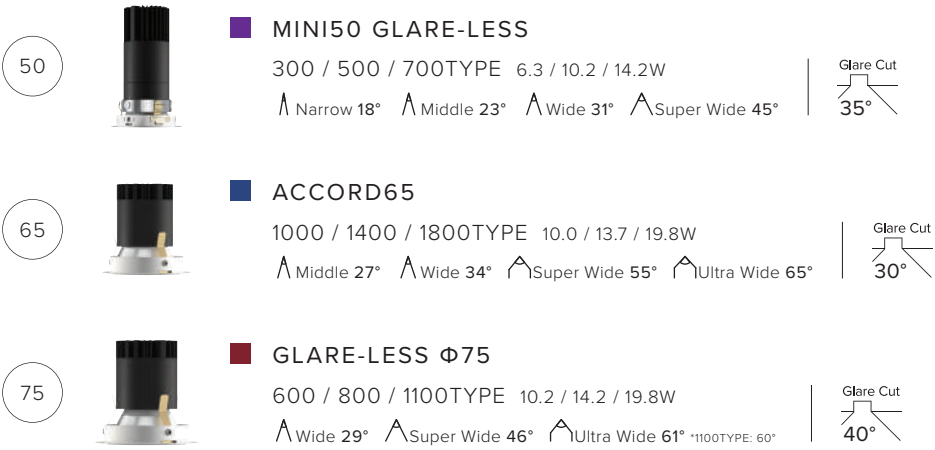 50
MINI50 GLARE-LESS
300 / 500 / 700TYPE 6.3 / 10.2 / 14.2W
Narrow 18° Middle 23° Wide 31° Super Wide 45°
Glare Cut
35°
65
ACCORD65
1000 / 1400 / 1800TYPE 10.0 / 13.7 / 19.8W
Middle 27° Wide 34° Super Wide 55° Ultra Wide 65°
Glare Cut
30°
75
GLARE-LESS Φ75
600 / 800 / 1100TYPE 10.2 / 14.2 / 19.8W
Wide 29° Super Wide 46° Ultra Wide 61° *1100TYPE: 60°
Glare Cut
40°